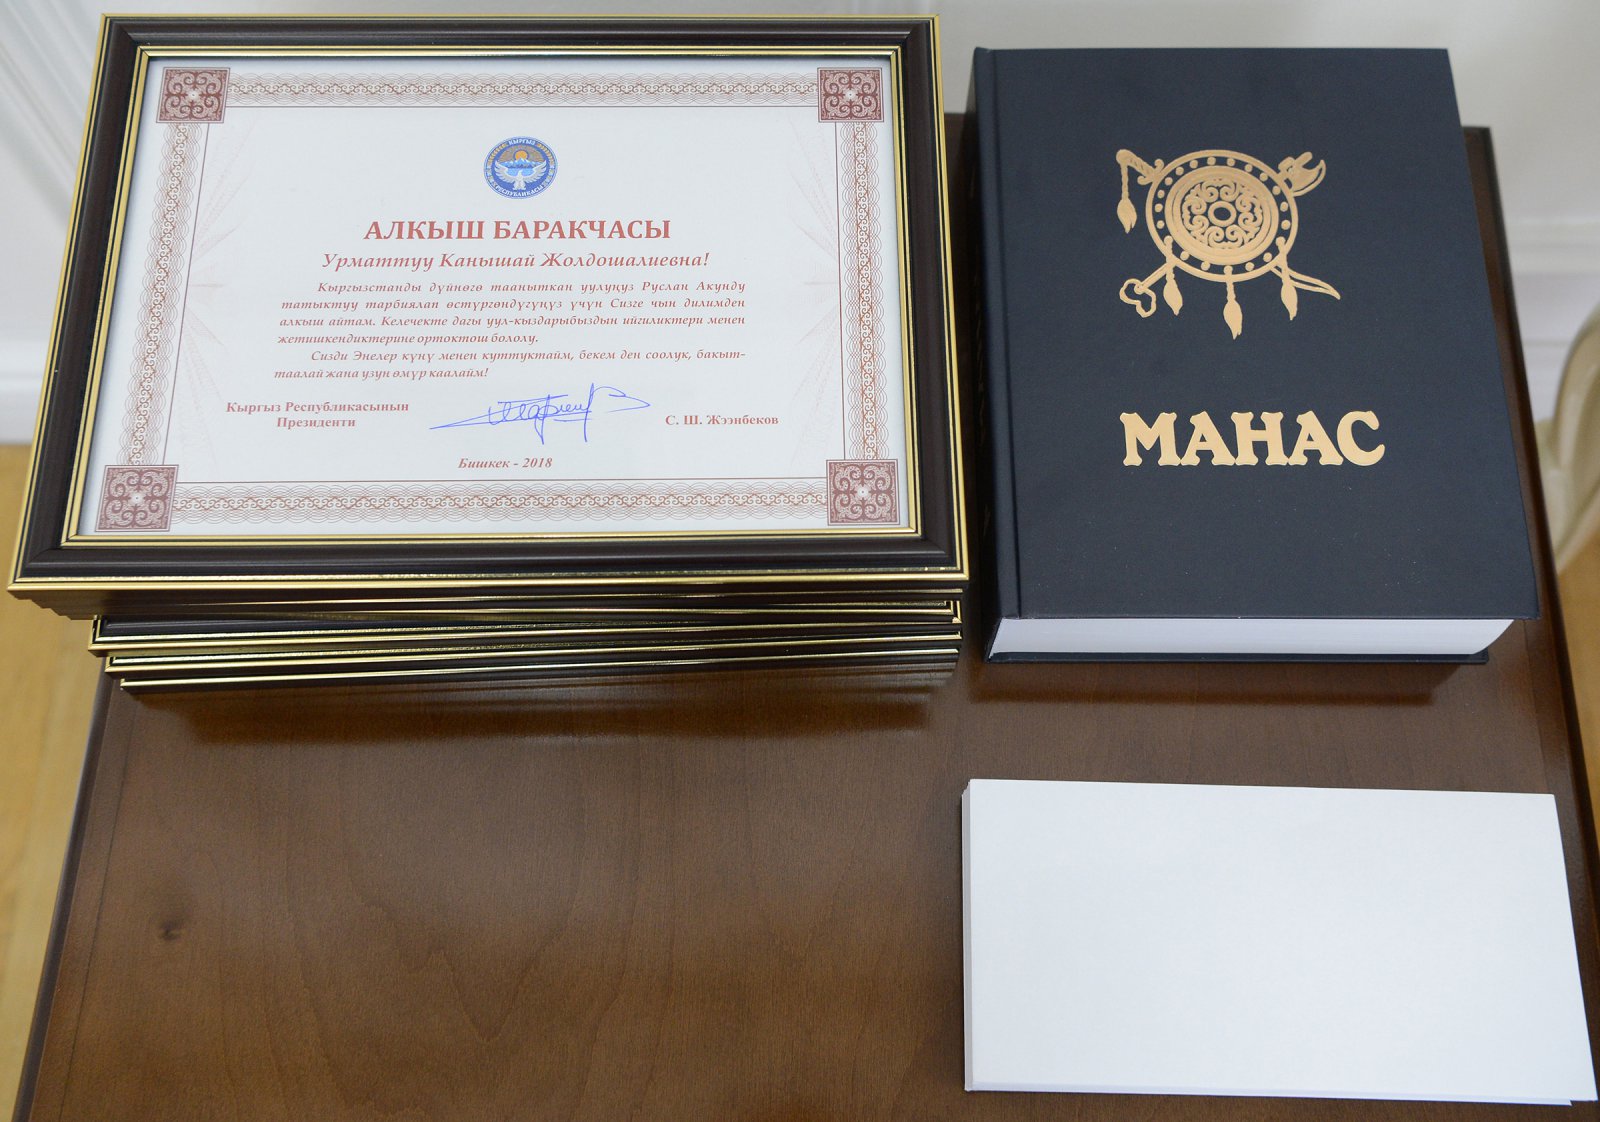 АЛКЫШ БАРАКЧАСЫ
Урматтуу Канышай Жолдошалиевна!
Кыргызстанды дүйнөгө тааныткан уулуңуз Руслан Акунду
татыктуу тарбиялап өстүргөндүгүңүз үчүн Сизге чын дилимден
алкыш айтам. Келечекте дагы уул-кыздарыбыздын ийгиликтери менен
жетишкендиктерине ортоктош бололу.
Сизди Энелер күнү менен куттуктайм, бекем ден соолук, бакыт-
таалай жана узун өмүр каалайм!
Кыргыз Республикасынын
Президенти
С. Ш. Жээнбеков
Бишкек - 2018
МАНАС